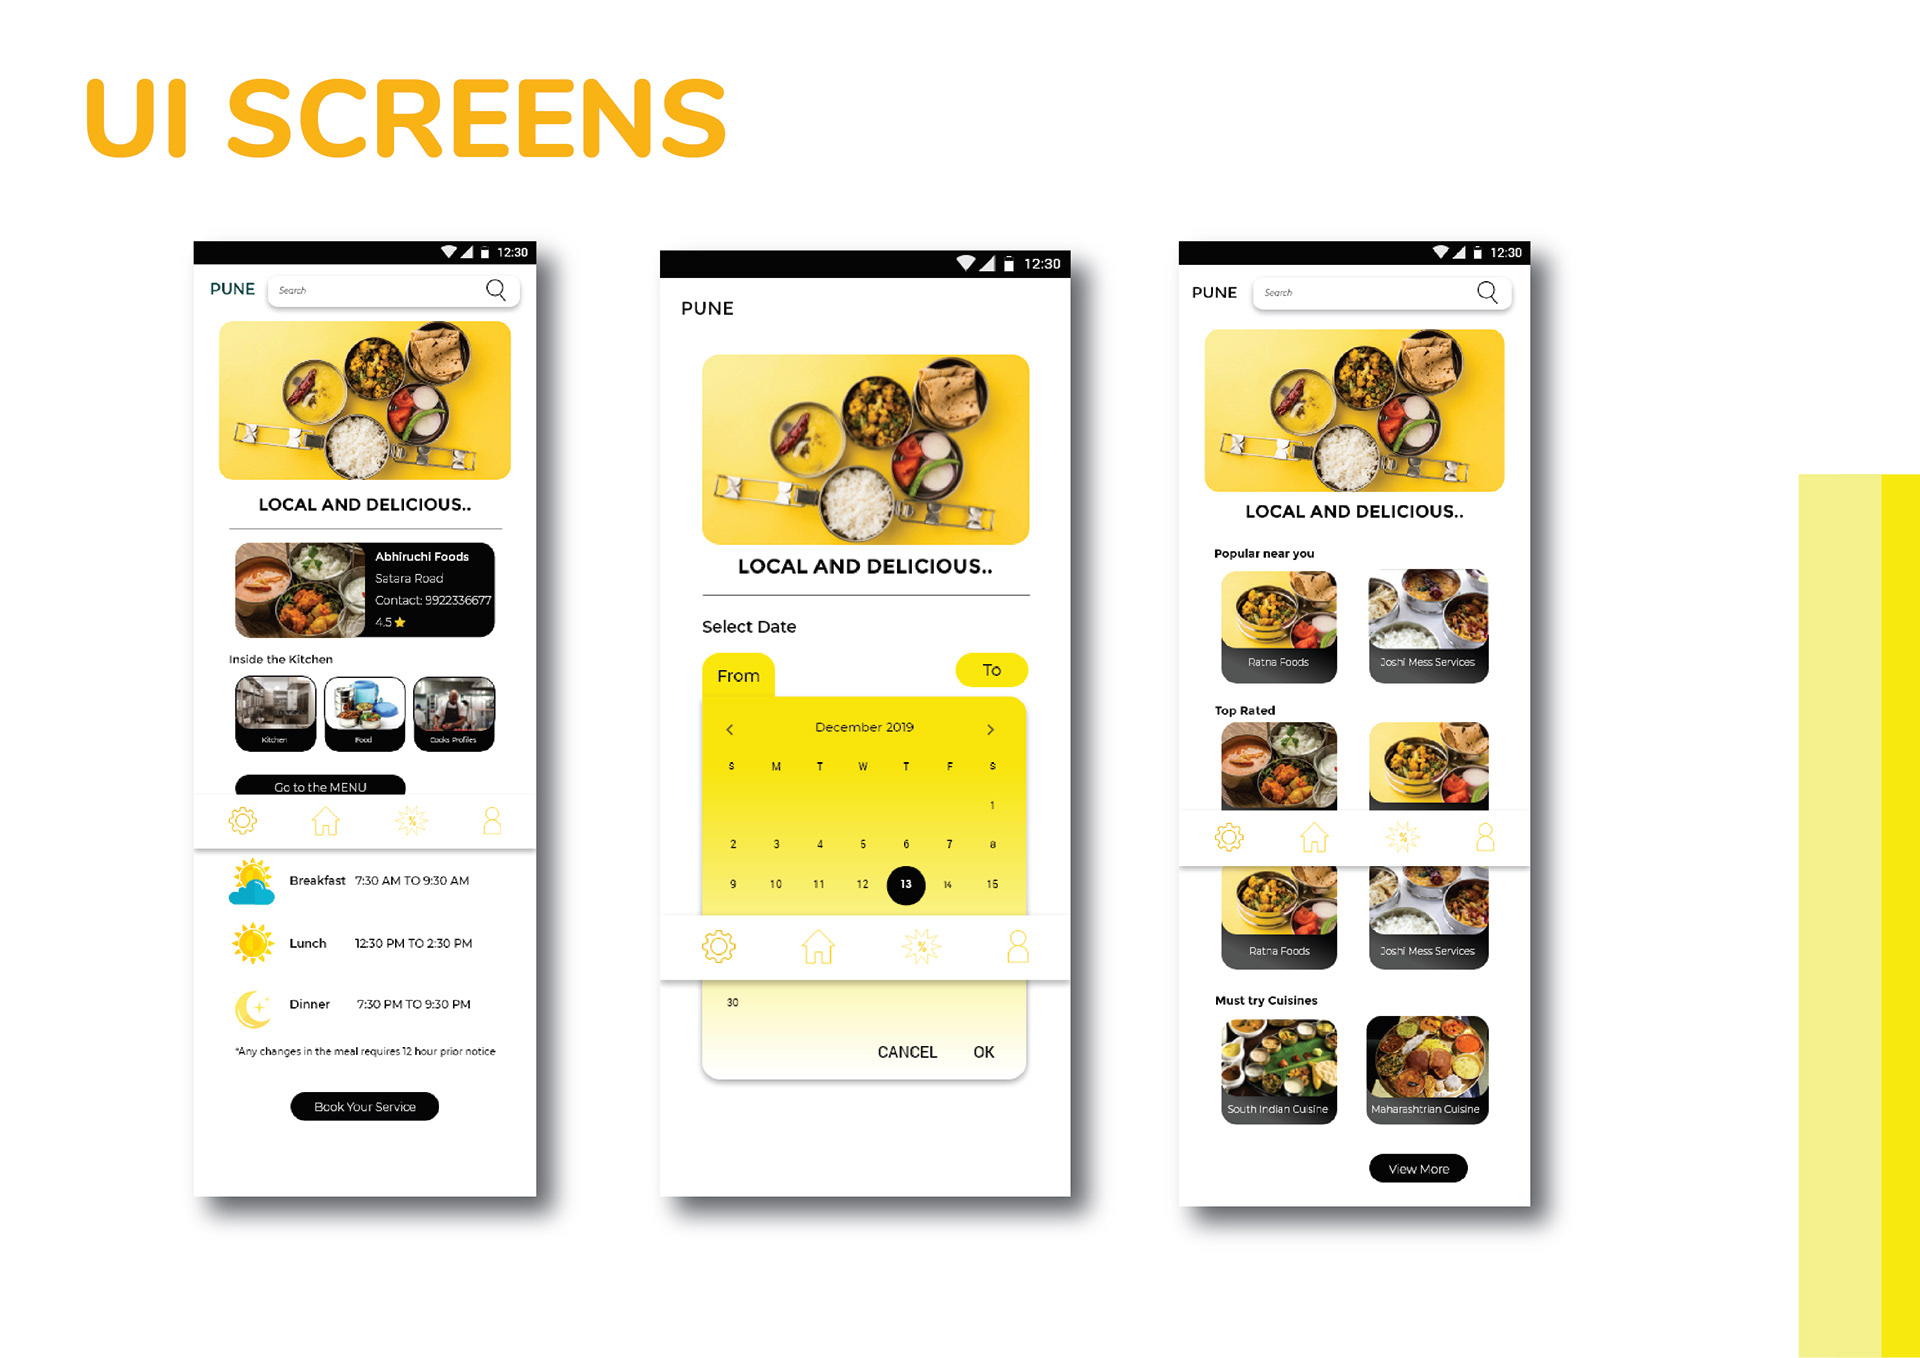 UI SCREENS
12:30
PUNE
Search
LOCAL AND DELICIOUS..
Abhiruchi Foods
Satara Road
Contact: 9922336677
4.5
Inside the Kitchen
Kitchen
Food
Cooks Profiles
Go to the MENU
%
Breakfast 7:30 AM TO 9:30 AM
Lunch 12:30 PM TO 2:30 PM
Dinner 7:30 PM TO 9:30 PM
*Any changes in the meal requires 12 hour prior notice
Book Your Service
12:30
PUNE
LOCAL AND DELICIOUS..
Select Date
From
To
< December 2019 >
S M T W T F S
1
2 3 4 5 6 7 8
9 10 11 12 13 14 15
%
30
CANCEL OK
12:30
PUNE
Search
LOCAL AND DELICIOUS..
Popular near you
Ratna Foods
Joshi Mess Services
Top Rated
%
Ratna Foods
Joshi Mess Services
Must try Cuisines
South Indian Cuisine
Maharashtrian Cuisine
View More